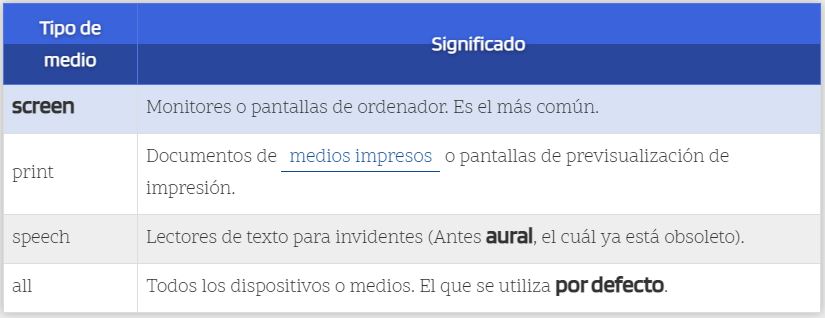 Tipo de
medio
Significado
screen
Monitores o pantallas de ordenador. Es el más común.
print
Documentos de medios impresos o pantallas de previsualización de
impresión.
speech
Lectores de texto para invidentes (Antes aural, el cuál ya está obsoleto).
all
Todos los dispositivos o medios. El que se utiliza por defecto.